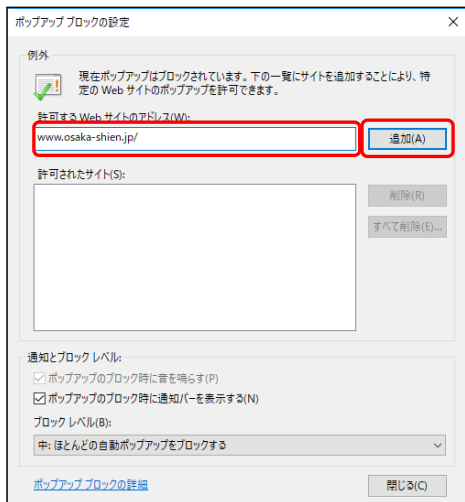 ポップアップ ブロックの設定
例外
現在ポップアップはブロックされています。下の一覧にサイトを追加することにより、特
定の Web サイトのポップアップを許可できます。
許可する Web サイトのアドレス(W):
www.osaka-shien.jp/
追加(A)
許可されたサイト(S):
削除(R)
すべて削除(E)...
通知とブロック レベル:
ポップアップのブロック時に音を鳴らす(P)
ポップアップのブロック時に通知バーを表示する(N)
ブロック レベル(B):
中: ほとんどの自動ポップアップをブロックする
ポップアップ ブロックの詳細
閉じる(C)